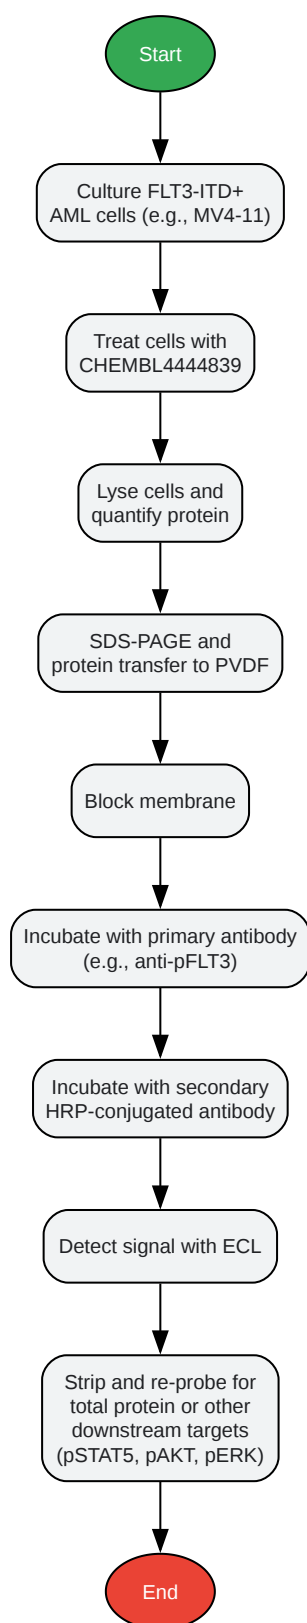 Start
Culture FLT3-ITD+
AML cells (e.g., MV4-11)
Treat cells with
CHEMBL4444839
Lyse cells and
quantify protein
SDS-PAGE and
protein transfer to PVDF
Block membrane
Incubate with primary antibody
(e.g., anti-pFLT3)
Incubate with secondary
HRP-conjugated antibody
Detect signal with ECL
Strip and re-probe for
total protein or other
downstream targets
(pSTAT5, pAKT, pERK)
End